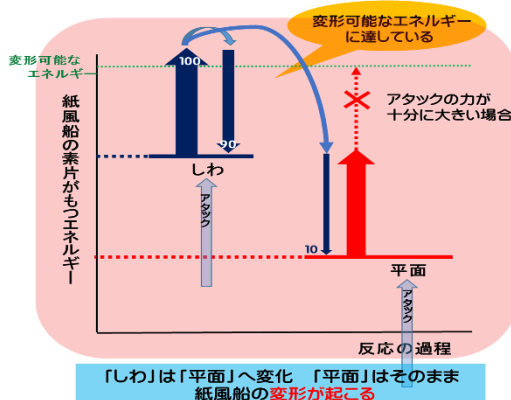 変形可能なエネルギー
に達している
変形可能な
エネルギー
100
アタックの力が
十分に大きい場合
90
しわ
紙風船の素片がもつエネルギー
アタック
10
平面
アタック
反応の過程
「しわ」は「平面」へ変化 「平面」はそのまま
紙風船の変形が起こる